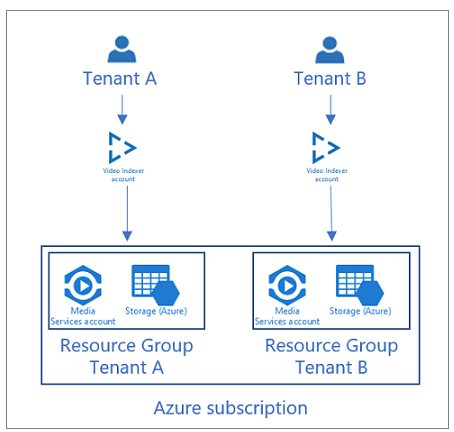 Tenant A
Tenant B
Video Indexer
account
Video Indexer
account
Media
Services account
Storage (Azure)
Media
Services account
Storage (Azure)
Resource Group
Tenant A
Resource Group
Tenant B
Azure subscription